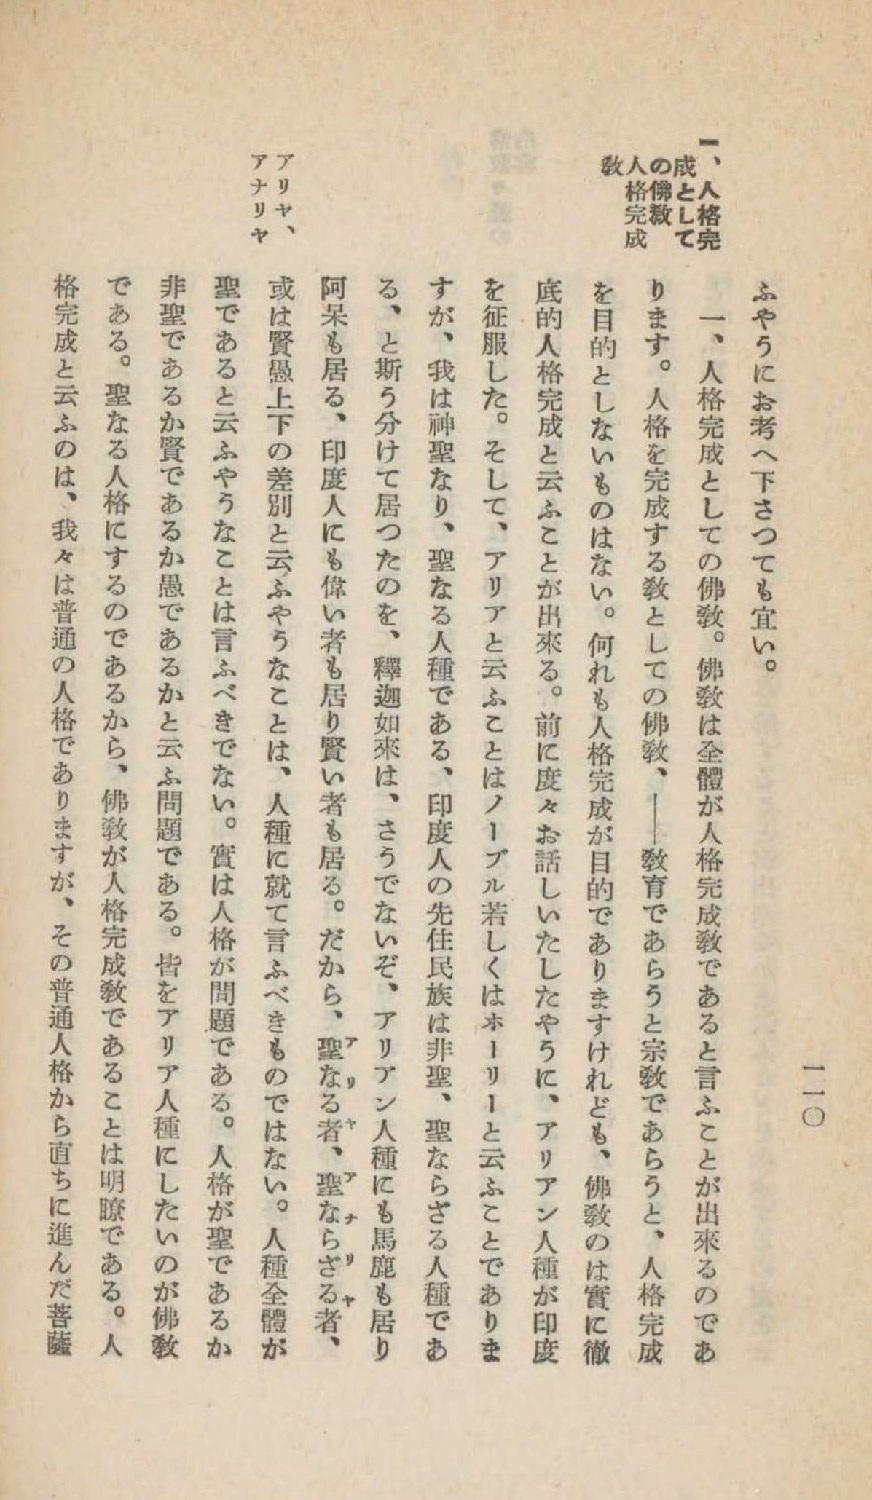 一一〇
ふやうにお考へ下さつても宜い。
一、人格完
成として
の佛敎
人格完成
敎
一、人格完成としての佛敎。佛敎は全體が人格完成敎であると言ふことが出來るのであ
ります。人格を完成する敎としての佛敎、――敎育であらうと宗敎であらうと、人格完成
を目的としないものはない。何れも人格完成が目的でありますけれども、佛敎のは實に徹
底的人格完成と云ふことが出來る。前に度々お話しいたしたやうに、アリアン人種が印度
を征服した。そして、アリアと云ふことはノーブル若しくはホーリーと云ふことでありま
すが、我は神聖なり、聖なる人種である、印度人の先住民族は非聖、聖ならざる人種であ
る、と斯う分けて居つたのを、釋迦如來は、さうでないぞ、アリアン人種にも馬鹿も居り
アリヤ、
アナリヤ
阿呆も居る、印度人にも偉い者も居り賢い者も居る。だから、聖なる者、聖ならざる者、
アリヤ アナリヤ
或は賢愚上下の差別と云ふやうなことは、人種に就て言ふべきものではない。人種全體が
聖であると云ふやうなことは言ふべきでない。實は人格が問題である。人格が聖であるか
非聖であるか賢であるか愚であるかと云ふ問題である。皆をアリア人種にしたいのが佛敎
である。聖なる人格にするのであるから、佛敎が人格完成敎であることは明瞭である。人
格完成と云ふのは、我々は普通の人格でありますが、その普通人格から直ちに進んだ菩薩